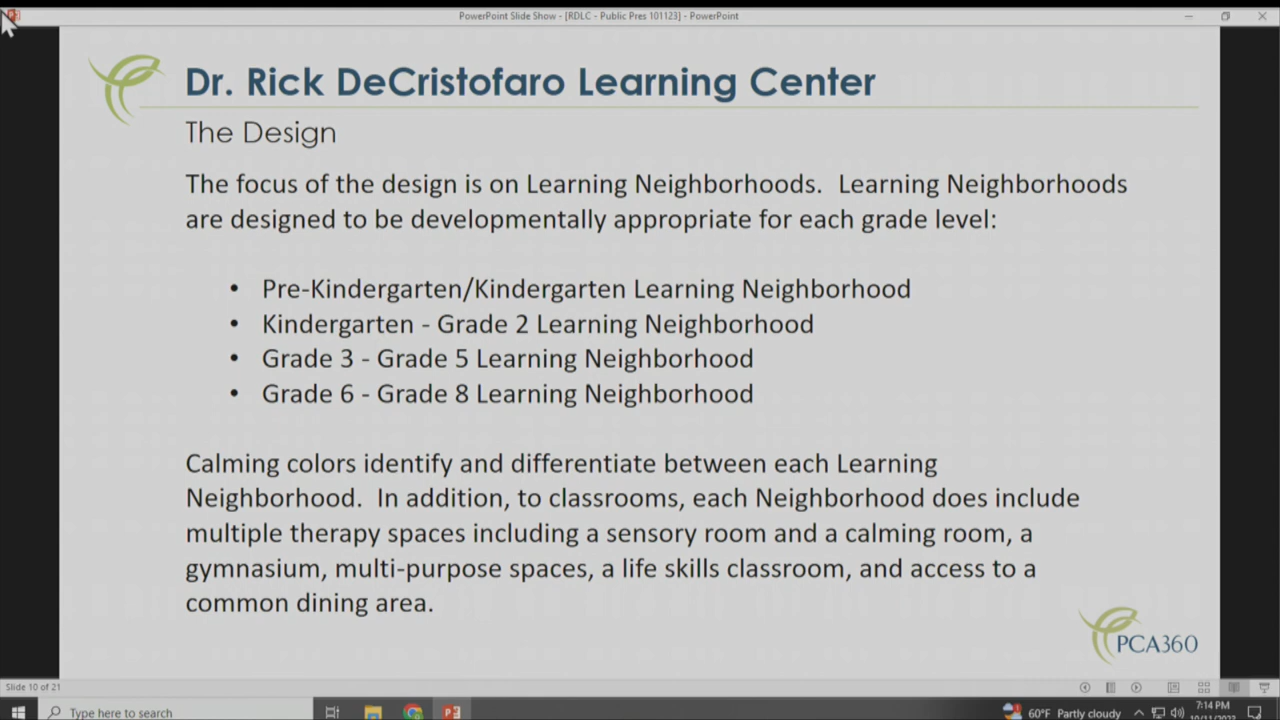 PowerPoint Slide Show - [RDLC - Public Pres 101123] - PowerPoint
Dr. Rick DeCristofaro Learning Center
The Design
The focus of the design is on Learning Neighborhoods. Learning Neighborhoods
are designed to be developmentally appropriate for each grade level:
• Pre-Kindergarten/Kindergarten Learning Neighborhood
• Kindergarten - Grade 2 Learning Neighborhood
• Grade 3 - Grade 5 Learning Neighborhood
• Grade 6 - Grade 8 Learning Neighborhood
Calming colors identify and differentiate between each Learning
Neighborhood. In addition, to classrooms, each Neighborhood does include
multiple therapy spaces including a sensory room and a calming room, a
gymnasium, multi-purpose spaces, a life skills classroom, and access to a
common dining area.
PCA360
Slide 10 of 21
Type here to search
60°F Partly cloudy
7:14 PM